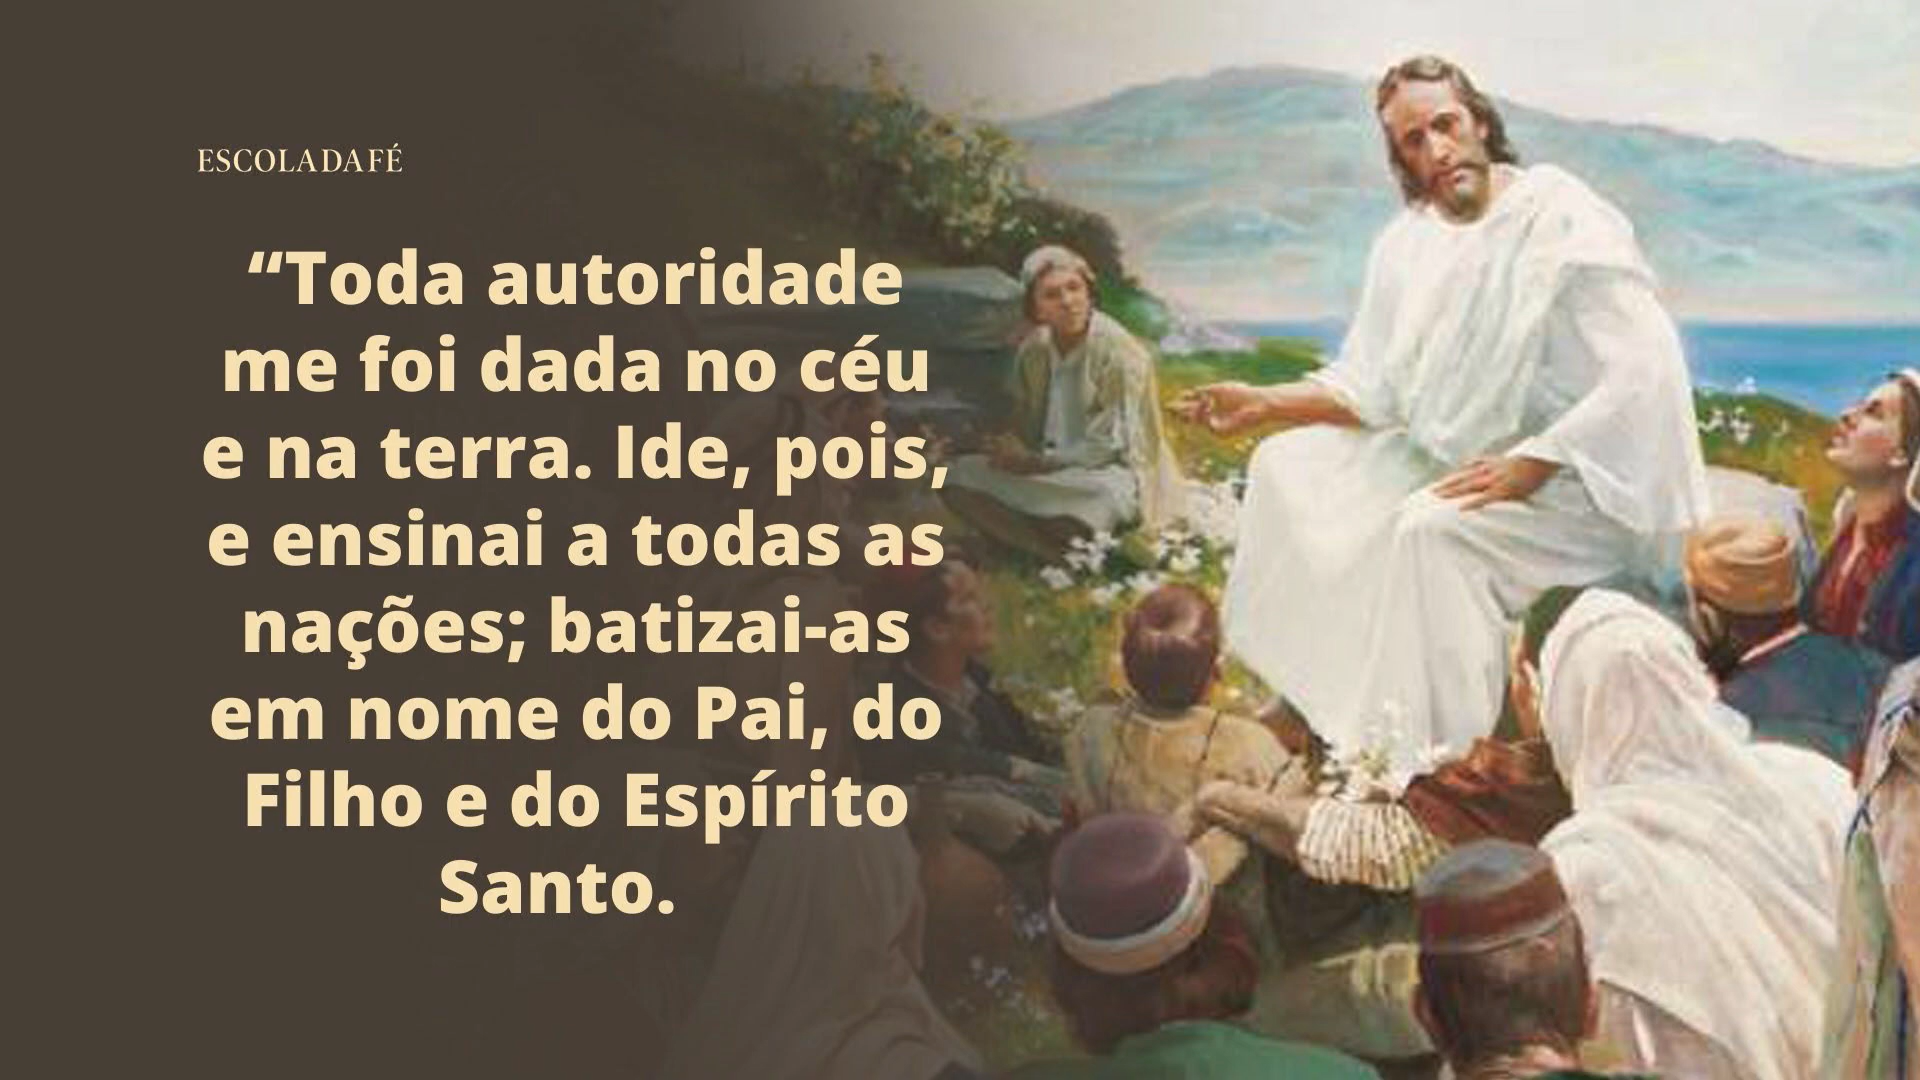 ESCOLADAFÉ
“Toda autoridade
me foi dada no céu
e na terra. Ide, pois,
e ensinai a todas as
nações; batizai-as
em nome do Pai, do
Filho e do Espírito
Santo.